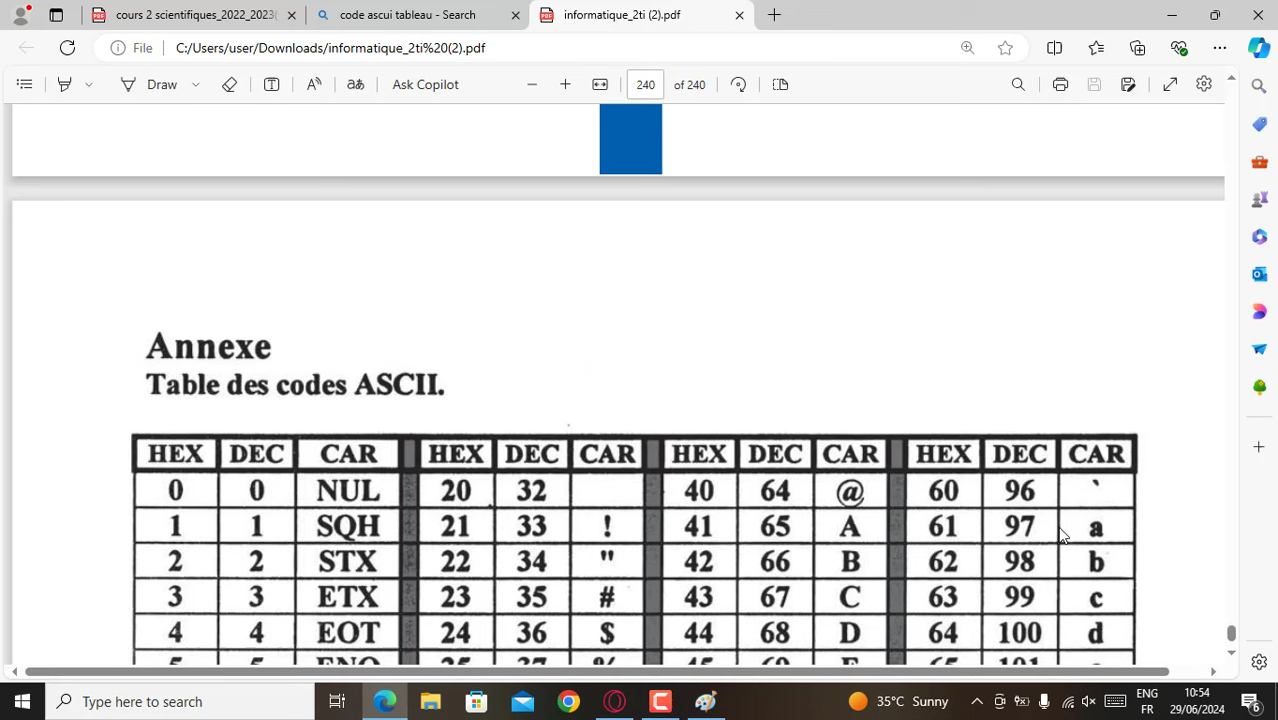 cours 2 scientifiques_2022_2023(
code ascui tableau - Search
informatique_2ti (2).pdf
File
C:/Users/user/Downloads/informatique_2ti%20(2).pdf
Draw
aあ
Ask Copilot
240 of 240
Annexe
Table des codes ASCII.
HEX DEC CAR HEX DEC CAR HEX DEC CAR HEX DEC CAR
0 0 NUL 20 32 40 64 @ 60 96 `
1 1 SQH 21 33 ! 41 65 A 61 97 a
2 2 STX 22 34 " 42 66 B 62 98 b
3 3 ETX 23 35 # 43 67 C 63 99 c
4 4 EOT 24 36 $ 44 68 D 64 100 d
Type here to search
35°C Sunny
ENG 10:54
FR 29/06/2024
6